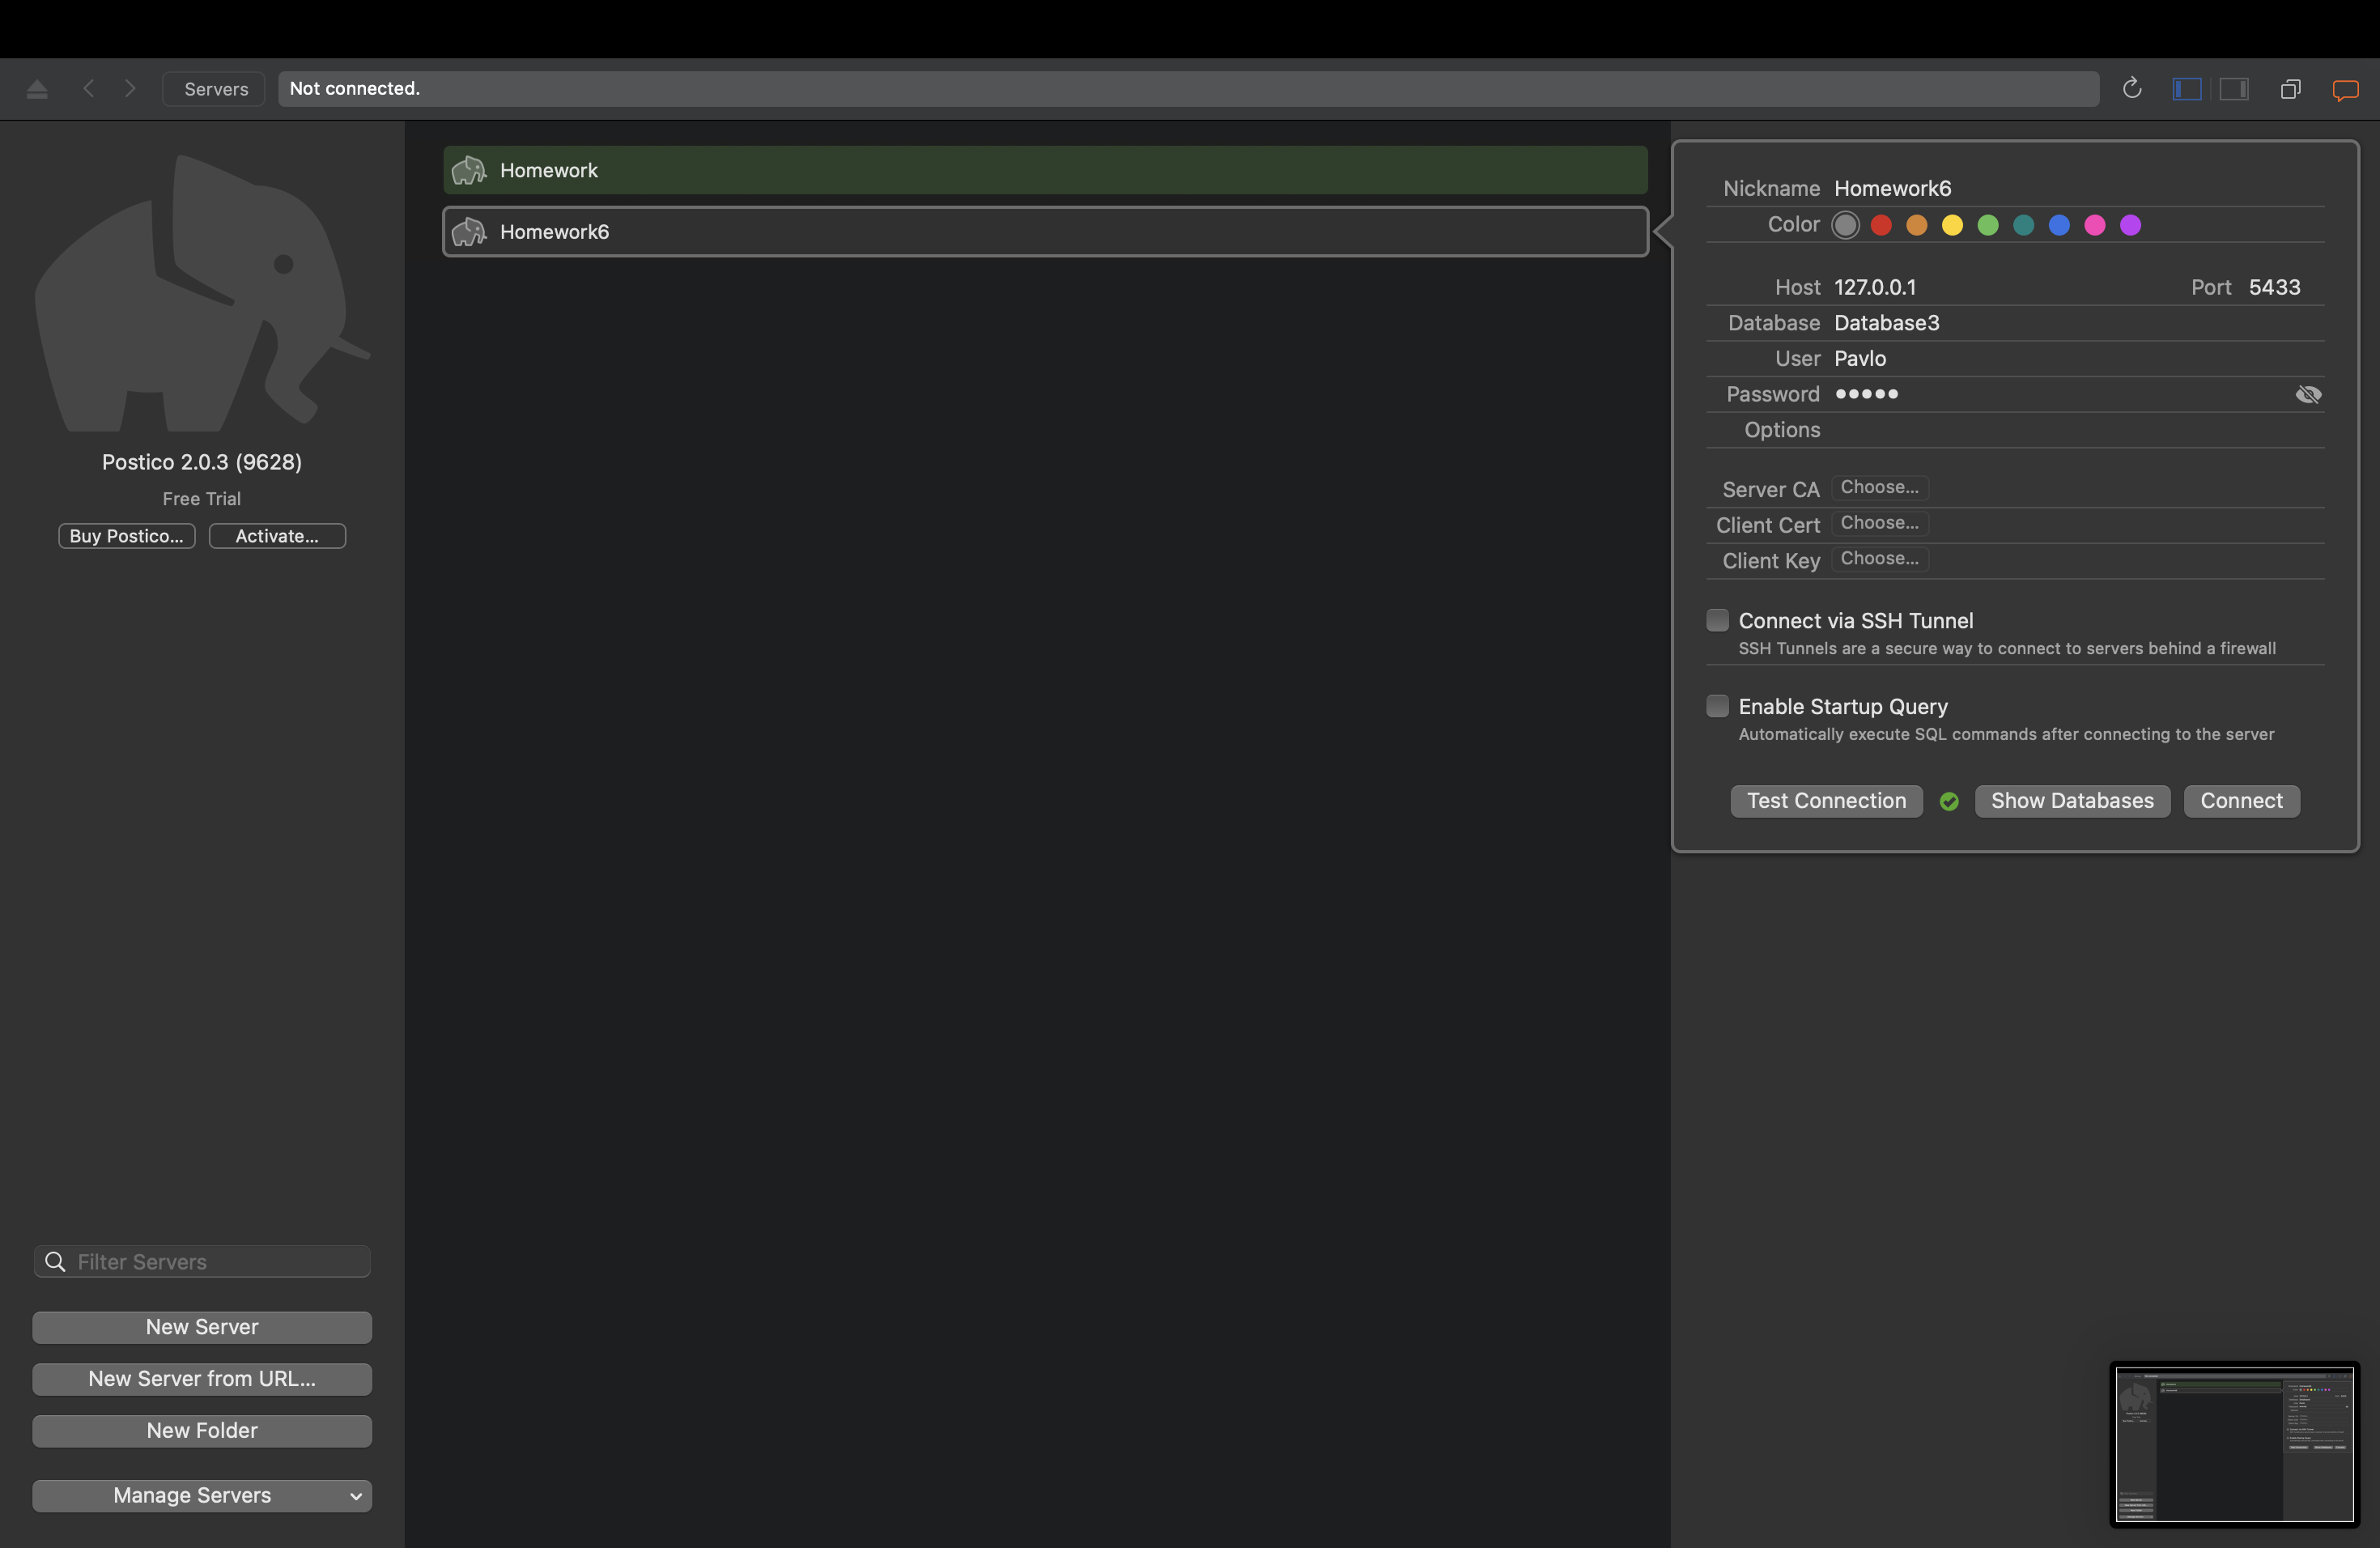 Servers
Not connected.
Postico 2.0.3 (9628)
Free Trial
Buy Postico...
Activate...
Filter Servers
New Server
New Server from URL...
New Folder
Manage Servers
Homework
Homework6
Nickname Homework6
Color
Host 127.0.0.1 Port 5433
Database Database3
User Pavlo
Password •••••
Options
Server CA Choose...
Client Cert Choose...
Client Key Choose...
Connect via SSH Tunnel
SSH Tunnels are a secure way to connect to servers behind a firewall
Enable Startup Query
Automatically execute SQL commands after connecting to the server
Test Connection
Show Databases
Connect